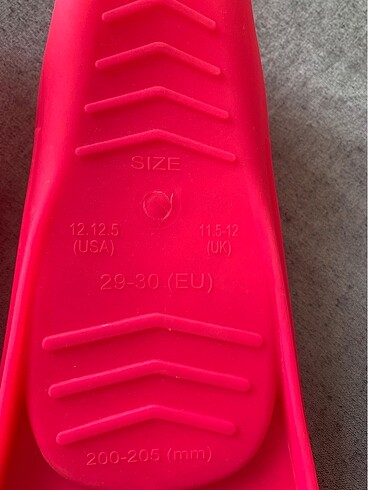 SIZE
12.12.5 11.5-12
(USA) (UK)
29-30 (EU)
200-205 (mm)